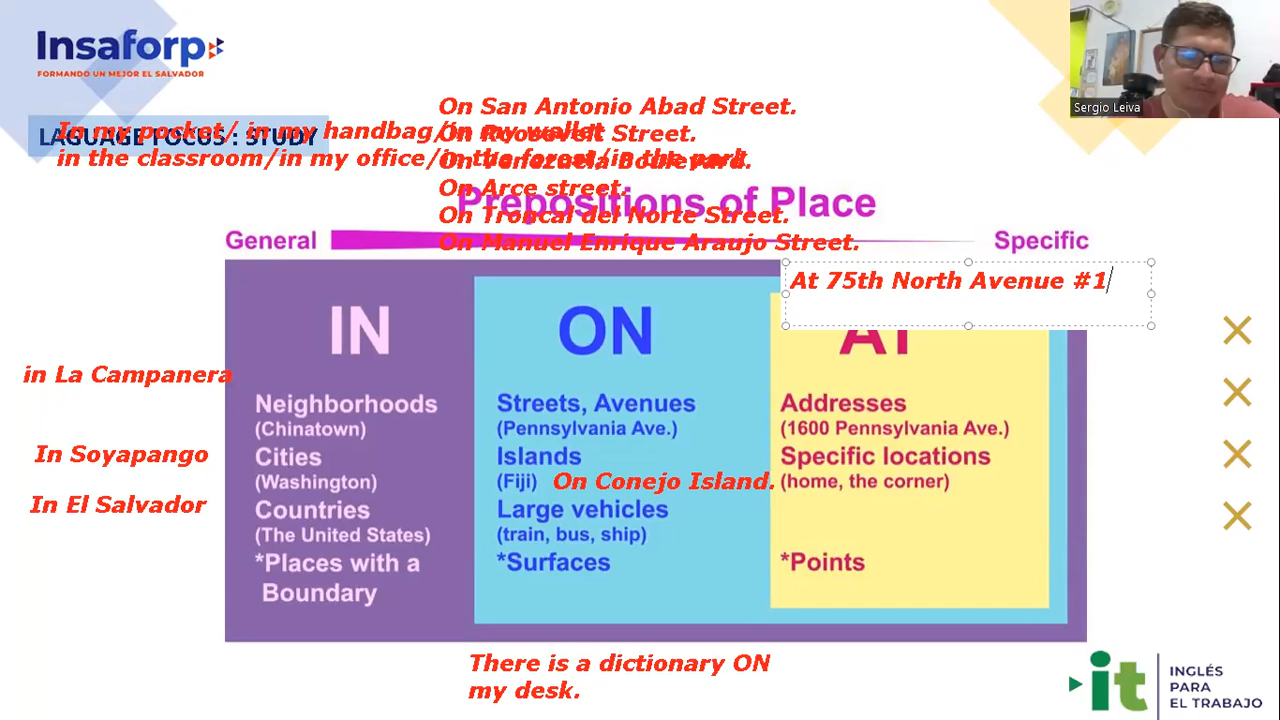 Insaforp
FORMANDO UN MEJOR EL SALVADOR
Sergio Leiva
LAGUAGE FOCUS : STUDY
In my pocket/ in my handbag/in my wallet
in the classroom/in my office/in the forest/in the park
On San Antonio Abad Street.
On Roosevelt Street.
On Venezuela Boulevard.
On Arce street.
On Troncal del Norte Street.
On Manuel Enrique Araujo Street.
Prepositions of Place
General
Specific
At 75th North Avenue #1
IN
ON
AT
in La Campanera
In Soyapango
In El Salvador
Neighborhoods
(Chinatown)
Cities
(Washington)
Countries
(The United States)
*Places with a
Boundary
Streets, Avenues
(Pennsylvania Ave.)
Islands
(Fiji)
On Conejo Island.
Large vehicles
(train, bus, ship)
*Surfaces
Addresses
(1600 Pennsylvania Ave.)
Specific locations
(home, the corner)
*Points
There is a dictionary ON
my desk.
it
INGLÉS
PARA
EL TRABAJO